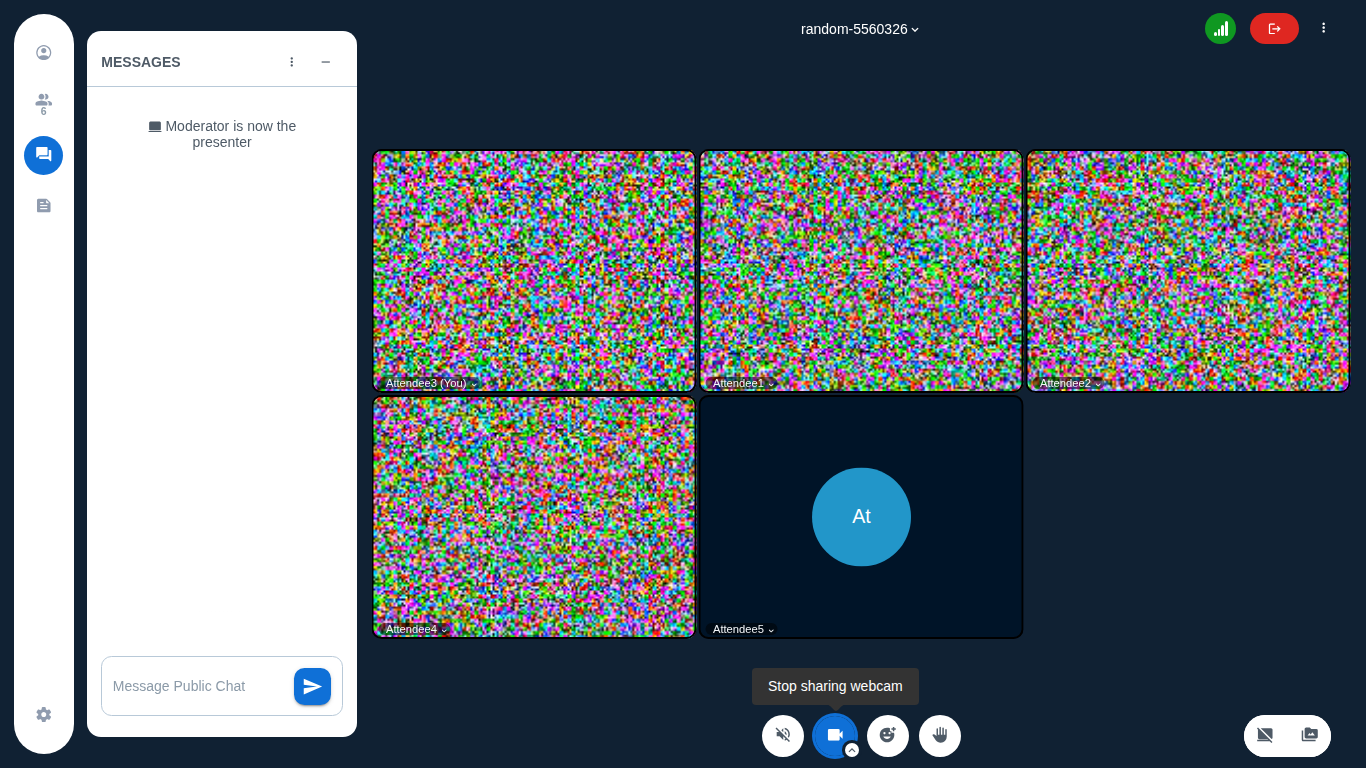 random-5560326
6
MESSAGES
Moderator is now the
presenter
Attendee3 (You)
Attendee1
Attendee2
At
Attendee4
Attendee5
Stop sharing webcam
Message Public Chat